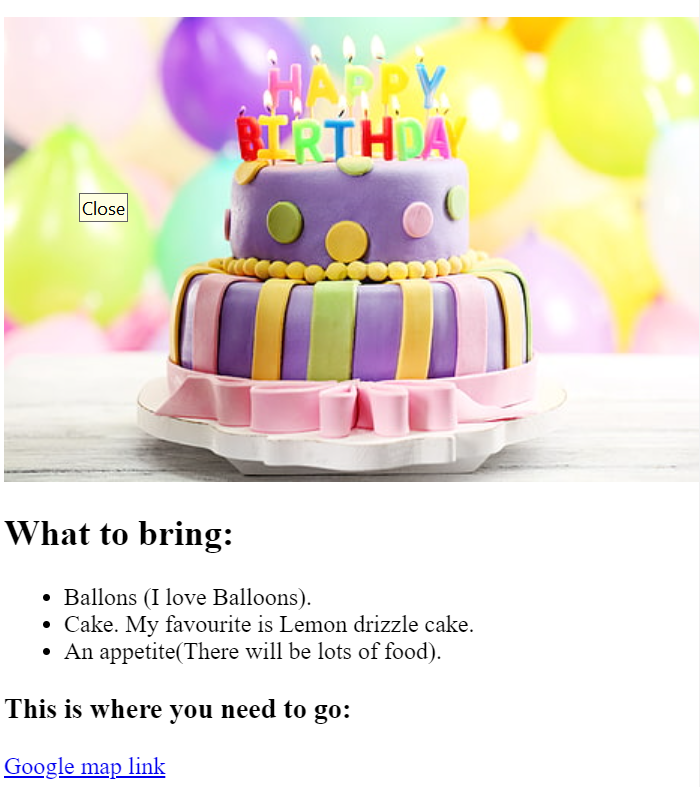 HAPPY
BIRTHDAY
Close
What to bring:
Ballons (I love Balloons).
Cake. My favourite is Lemon drizzle cake.
An appetite(There will be lots of food).
This is where you need to go:
Google map link